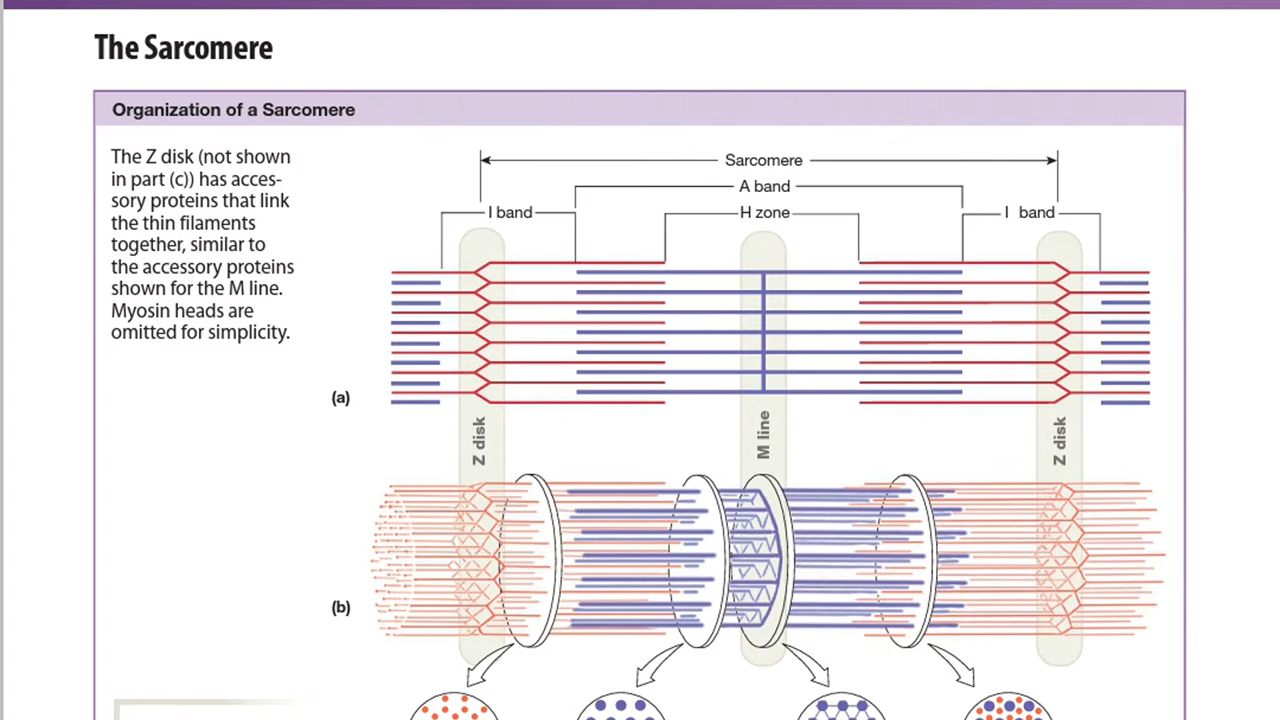 The Sarcomere
Organization of a Sarcomere
The Z disk (not shown
in part (c)) has acces-
sory proteins that link
the thin filaments
together, similar to
the accessory proteins
shown for the M line.
Myosin heads are
omitted for simplicity.
Sarcomere
A band
I band
H zone
I band
(a)
Z disk
M line
Z disk
(b)